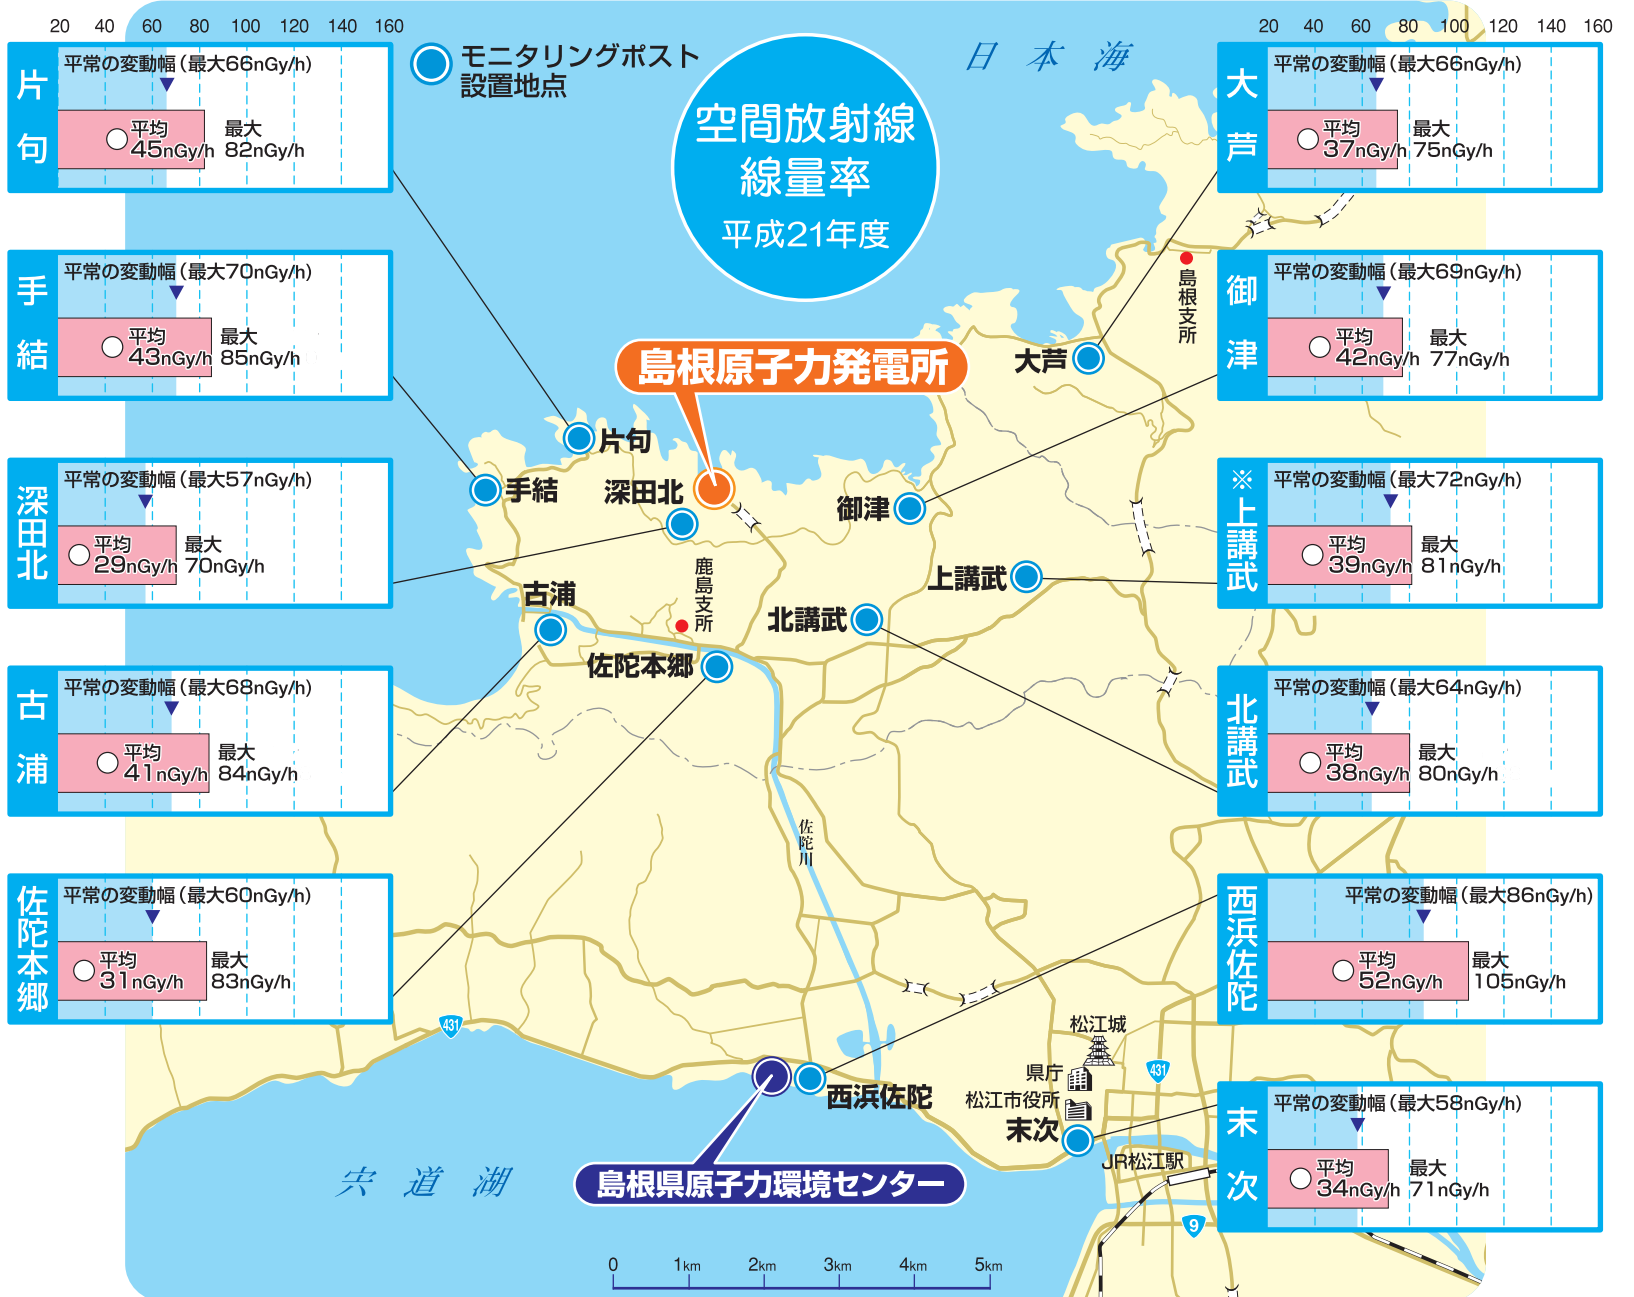 20 40 60 80 100 120 140 160
片句
平常の変動幅（最大66nGy/h）
平均
45nGy/h
最大
82nGy/h
手結
平常の変動幅（最大70nGy/h）
平均
43nGy/h
最大
85nGy/h
深田北
平常の変動幅（最大57nGy/h）
平均
29nGy/h
最大
70nGy/h
古浦
平常の変動幅（最大68nGy/h）
平均
41nGy/h
最大
84nGy/h
佐陀本郷
平常の変動幅（最大60nGy/h）
平均
31nGy/h
最大
83nGy/h
モニタリングポスト
設置地点
空間放射線
線量率
平成21年度
日本海
島根支所
大芦
島根原子力発電所
片句
手結
深田北
御津
鹿島支所
古浦
上講武
北講武
佐陀本郷
佐陀川
431
松江城
県庁
431
松江市役所
西浜佐陀
末次
JR松江駅
宍道湖
島根県原子力環境センター
9
0 1km 2km 3km 4km 5km
20 40 60 80 100 120 140 160
大芦
平常の変動幅（最大66nGy/h）
平均
37nGy/h
最大
75nGy/h
御津
平常の変動幅（最大69nGy/h）
平均
42nGy/h
最大
77nGy/h
※上講武
平常の変動幅（最大72nGy/h）
平均
39nGy/h
最大
81nGy/h
北講武
平常の変動幅（最大64nGy/h）
平均
38nGy/h
最大
80nGy/h
西浜佐陀
平常の変動幅（最大86nGy/h）
平均
52nGy/h
最大
105nGy/h
末次
平常の変動幅（最大58nGy/h）
平均
34nGy/h
最大
71nGy/h